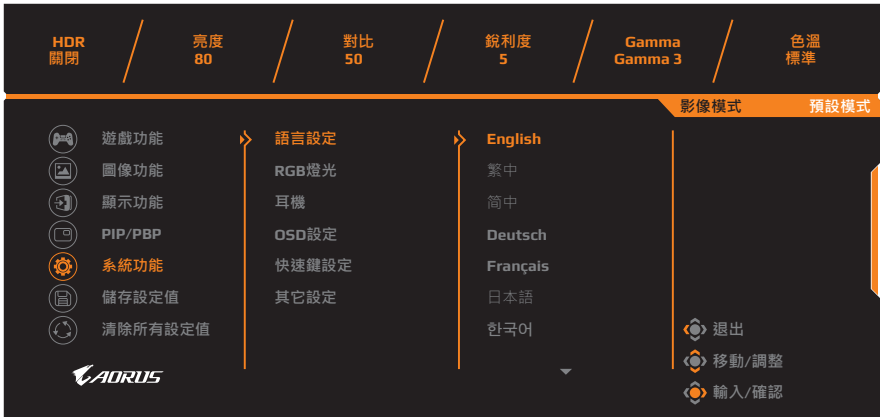 HDR
關閉
亮度
80
對比
50
銳利度
5
Gamma
Gamma 3
色溫
標準
影像模式 預設模式
遊戲功能
圖像功能
顯示功能
PIP/PBP
系統功能
儲存設定值
清除所有設定值
語言設定
RGB燈光
耳機
OSD設定
快速鍵設定
其它設定
English
繁中
简中
Deutsch
Français
日本語
한국어
退出
移動/調整
輸入/確認
AORUS